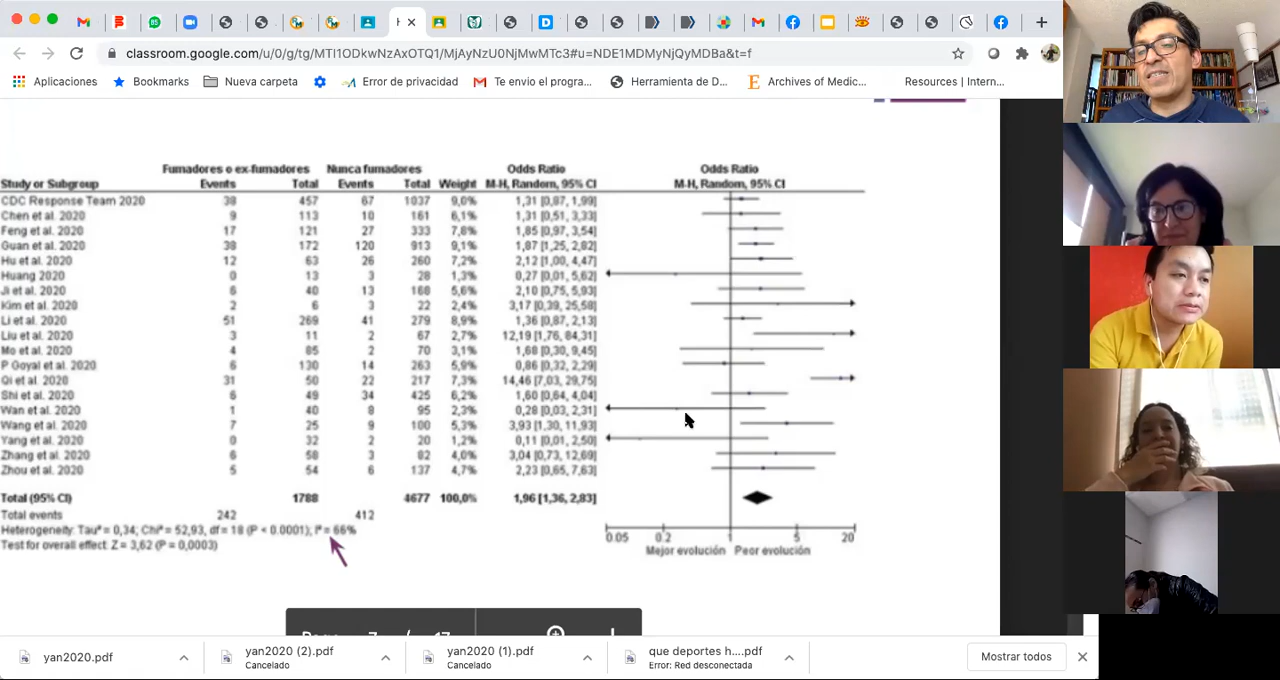 classroom.google.com/u/0/g/tg/MTI1ODkwNzAxOTQ1/MjUwNzU0NjMwMTc3#u=NDE1MDMyNjQyMDBa&t=f
Aplicaciones Bookmarks Nueva carpeta Error de privacidad Te envio el progra... Herramienta de D... Archives of Medic... Resources | Intern...
Fumadores o ex-fumadores Nunca fumadores Odds Ratio Odds Ratio
Study or Subgroup Events Total Events Total Weight M-H, Random, 95% CI M-H, Random, 95% CI
CDC Response Team 2020 38 457 67 1037 9,0% 1,31 [0,87, 1,99]
Chen et al. 2020 9 113 10 161 6,1% 1,31 [0,51, 3,33]
Feng et al. 2020 17 121 27 333 7,8% 1,85 [0,97, 3,54]
Guan et al. 2020 38 172 120 913 9,1% 1,87 [1,25, 2,82]
Hu et al. 2020 12 63 26 260 7,2% 2,12 [1,00, 4,47]
Huang 2020 0 13 3 28 1,3% 0,27 [0,01, 5,62]
Ji et al. 2020 6 40 13 168 5,6% 2,10 [0,75, 5,93]
Kim et al. 2020 2 6 3 22 2,4% 3,17 [0,39, 25,58]
Li et al. 2020 51 269 41 279 8,9% 1,36 [0,87, 2,13]
Liu et al. 2020 3 11 2 67 2,7% 12,19 [1,76, 84,31]
Mo et al. 2020 4 85 2 70 3,1% 1,68 [0,30, 9,45]
P Goyal et al. 2020 6 130 14 263 5,9% 0,86 [0,32, 2,29]
Qi et al. 2020 31 50 22 217 7,3% 14,46 [7,03, 29,75]
Shi et al. 2020 6 49 34 425 6,6% 1,60 [0,64, 4,04]
Wan et al. 2020 1 40 8 95 2,3% 0,28 [0,03, 2,31]
Wang et al. 2020 7 25 9 100 5,3% 3,93 [1,30, 11,93]
Yang et al. 2020 0 32 2 20 1,2% 0,11 [0,01, 2,50]
Zhang et al. 2020 6 58 3 82 4,0% 3,04 [0,73, 12,69]
Zhou et al. 2020 5 54 6 137 4,7% 2,23 [0,65, 7,63]
Total (95% CI) 1788 4677 100,0% 1,96 [1,36, 2,83]
Total events 242 412
Heterogeneity: Tau² = 0,34; Chi² = 52,93, df = 18 (P < 0.0001); I² = 66%
Test for overall effect: Z = 3,62 (P = 0,0003)
0.05 0.2 1 5 20
Mejor evolución Peor evolución
yan2020.pdf
yan2020 (2).pdf
Cancelado
yan2020 (1).pdf
Cancelado
que deportes h....pdf
Error: Red desconectada
Mostrar todos